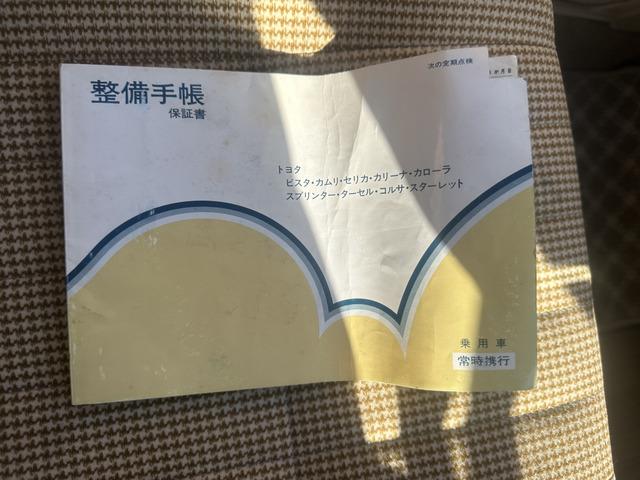 次の定期点検
整備手帳
保証書
トヨタ
ビスタ・カムリ・セリカ・カリーナ・カローラ
スプリンター・ターセル・コルサ・スターレット
乗用車
常時携行